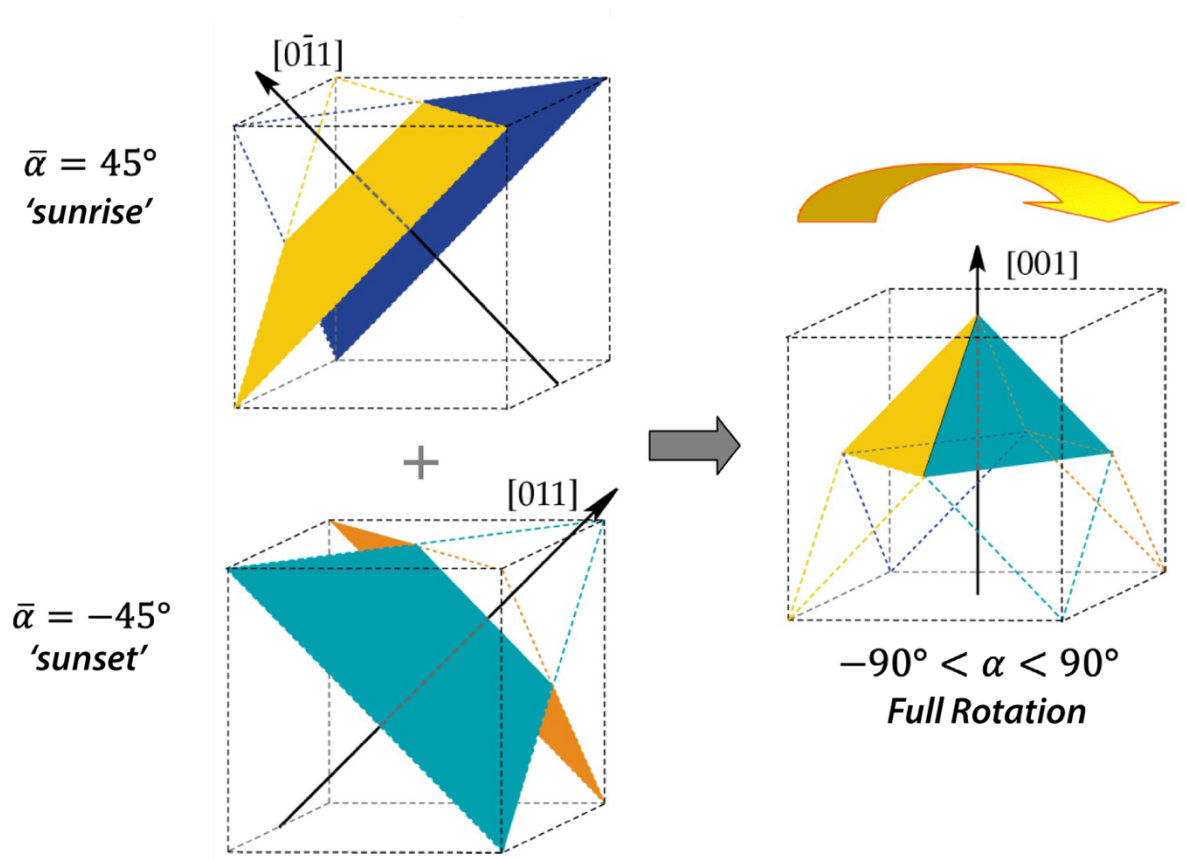 [01̄1]
ᾱ = 45°
‘sunrise’
+
[011]
ᾱ = −45°
‘sunset’
[001]
−90° < α < 90°
Full Rotation